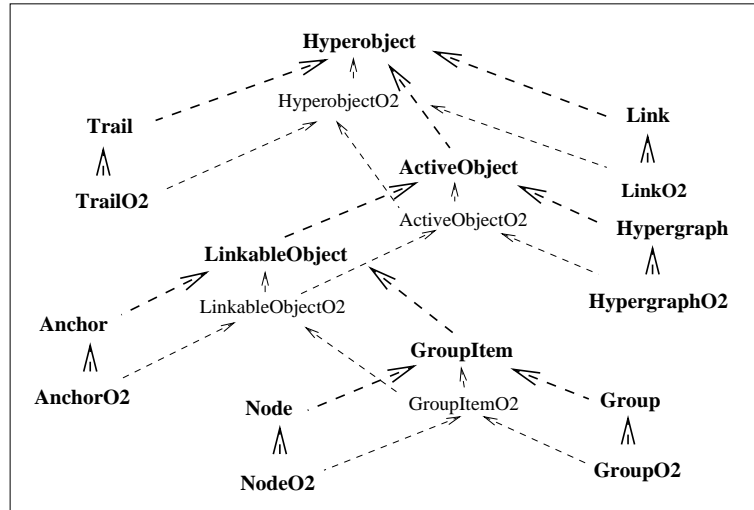 Hyperobject
HyperobjectO2
Trail
Link
ActiveObject
TrailO2
LinkO2
ActiveObjectO2
Hypergraph
LinkableObject
LinkableObjectO2
HypergraphO2
Anchor
GroupItem
AnchorO2
Node
GroupItemO2
Group
NodeO2
GroupO2